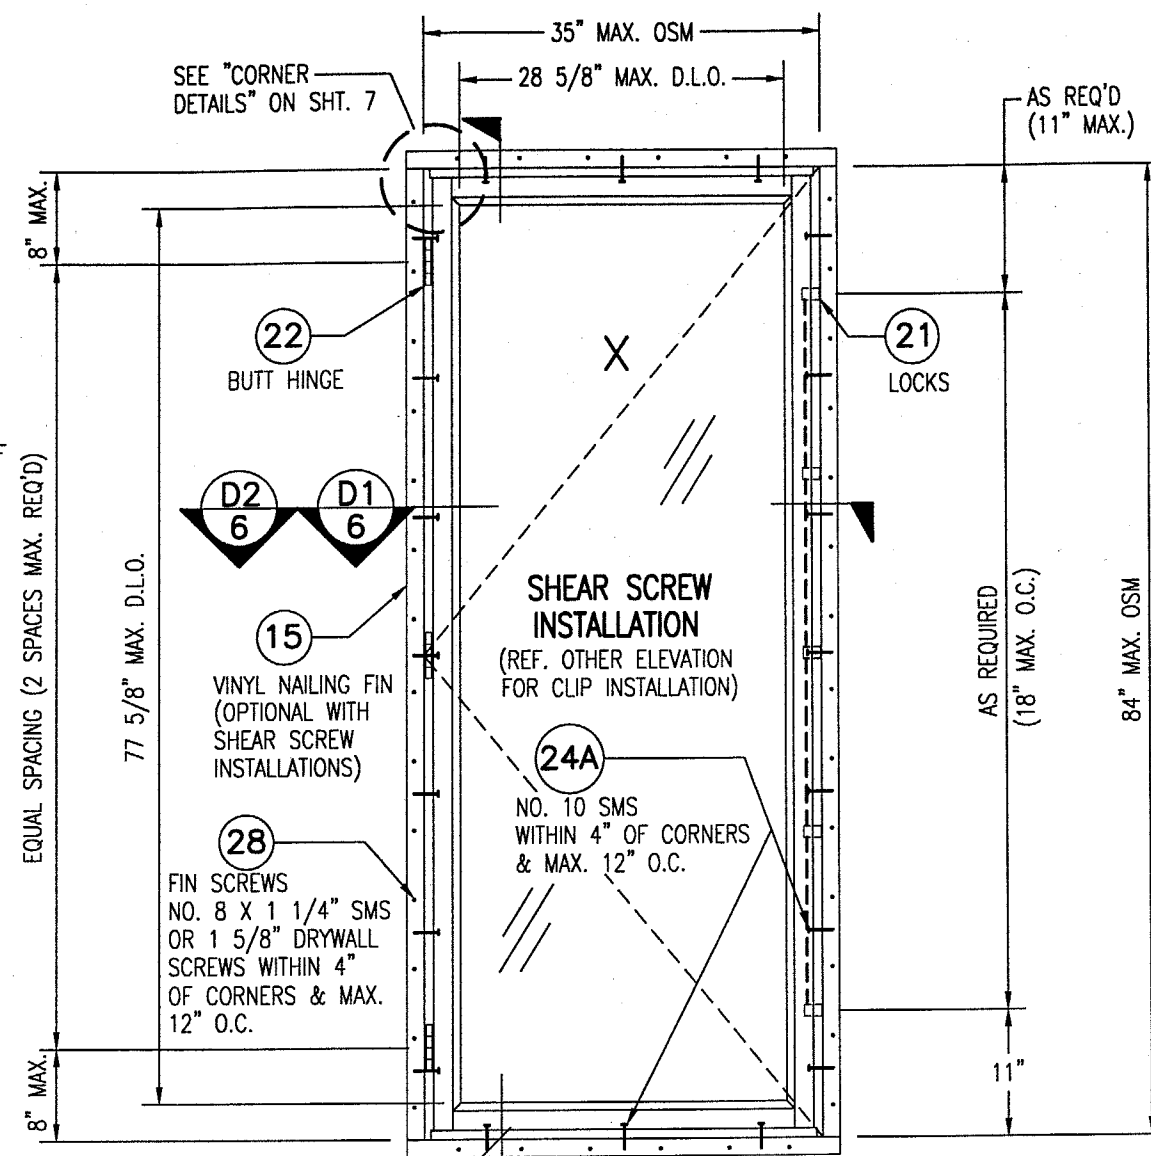 35" MAX. OSM
28 5/8" MAX. D.L.O.
SEE "CORNER
DETAILS" ON SHT. 7
AS REQ'D
(11" MAX.)
8" MAX.
22
BUTT HINGE
X
21
LOCKS
D2
6
D1
6
EQUAL SPACING (2 SPACES MAX. REQ'D)
77 5/8" MAX. D.L.O.
15
VINYL NAILING FIN
(OPTIONAL WITH
SHEAR SCREW
INSTALLATIONS)
SHEAR SCREW
INSTALLATION
(REF. OTHER ELEVATION
FOR CLIP INSTALLATION)
AS REQUIRED
(18" MAX. O.C.)
84" MAX. OSM
24A
NO. 10 SMS
WITHIN 4" OF CORNERS
& MAX. 12" O.C.
28
FIN SCREWS
NO. 8 X 1 1/4" SMS
OR 1 5/8" DRYWALL
SCREWS WITHIN 4"
OF CORNERS & MAX.
12" O.C.
8" MAX.
11"